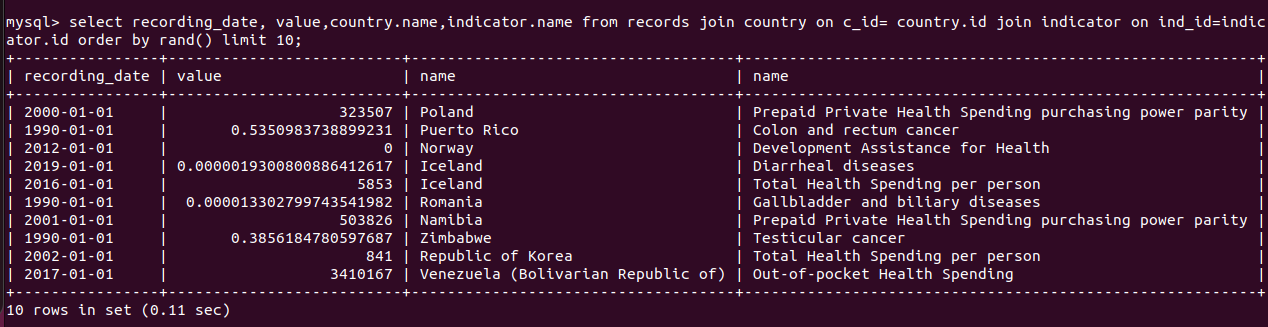 mysql> select recording_date, value,country.name,indicator.name from records join country on c_id= country.id join indicator on ind_id=indic
ator.id order by rand() limit 10;
+----------------+--------------------------+------------------------------------+---------------------------------------------------------+
| recording_date | value                    | name                               | name                                                    |
+----------------+--------------------------+------------------------------------+---------------------------------------------------------+
| 2000-01-01     |                   323507 | Poland                             | Prepaid Private Health Spending purchasing power parity |
| 1990-01-01     |       0.5350983738899231 | Puerto Rico                        | Colon and rectum cancer                                 |
| 2012-01-01     |                        0 | Norway                             | Development Assistance for Health                       |
| 2019-01-01     | 0.0000019300800886412617 | Iceland                            | Diarrheal diseases                                      |
| 2016-01-01     |                     5853 | Iceland                            | Total Health Spending per person                        |
| 1990-01-01     |  0.000013302799743541982 | Romania                            | Gallbladder and biliary diseases                        |
| 2001-01-01     |                   503826 | Namibia                            | Prepaid Private Health Spending purchasing power parity |
| 1990-01-01     |       0.3856184780597687 | Zimbabwe                           | Testicular cancer                                       |
| 2002-01-01     |                      841 | Republic of Korea                  | Total Health Spending per person                        |
| 2017-01-01     |                  3410167 | Venezuela (Bolivarian Republic of) | Out-of-pocket Health Spending                           |
+----------------+--------------------------+------------------------------------+---------------------------------------------------------+
10 rows in set (0.11 sec)